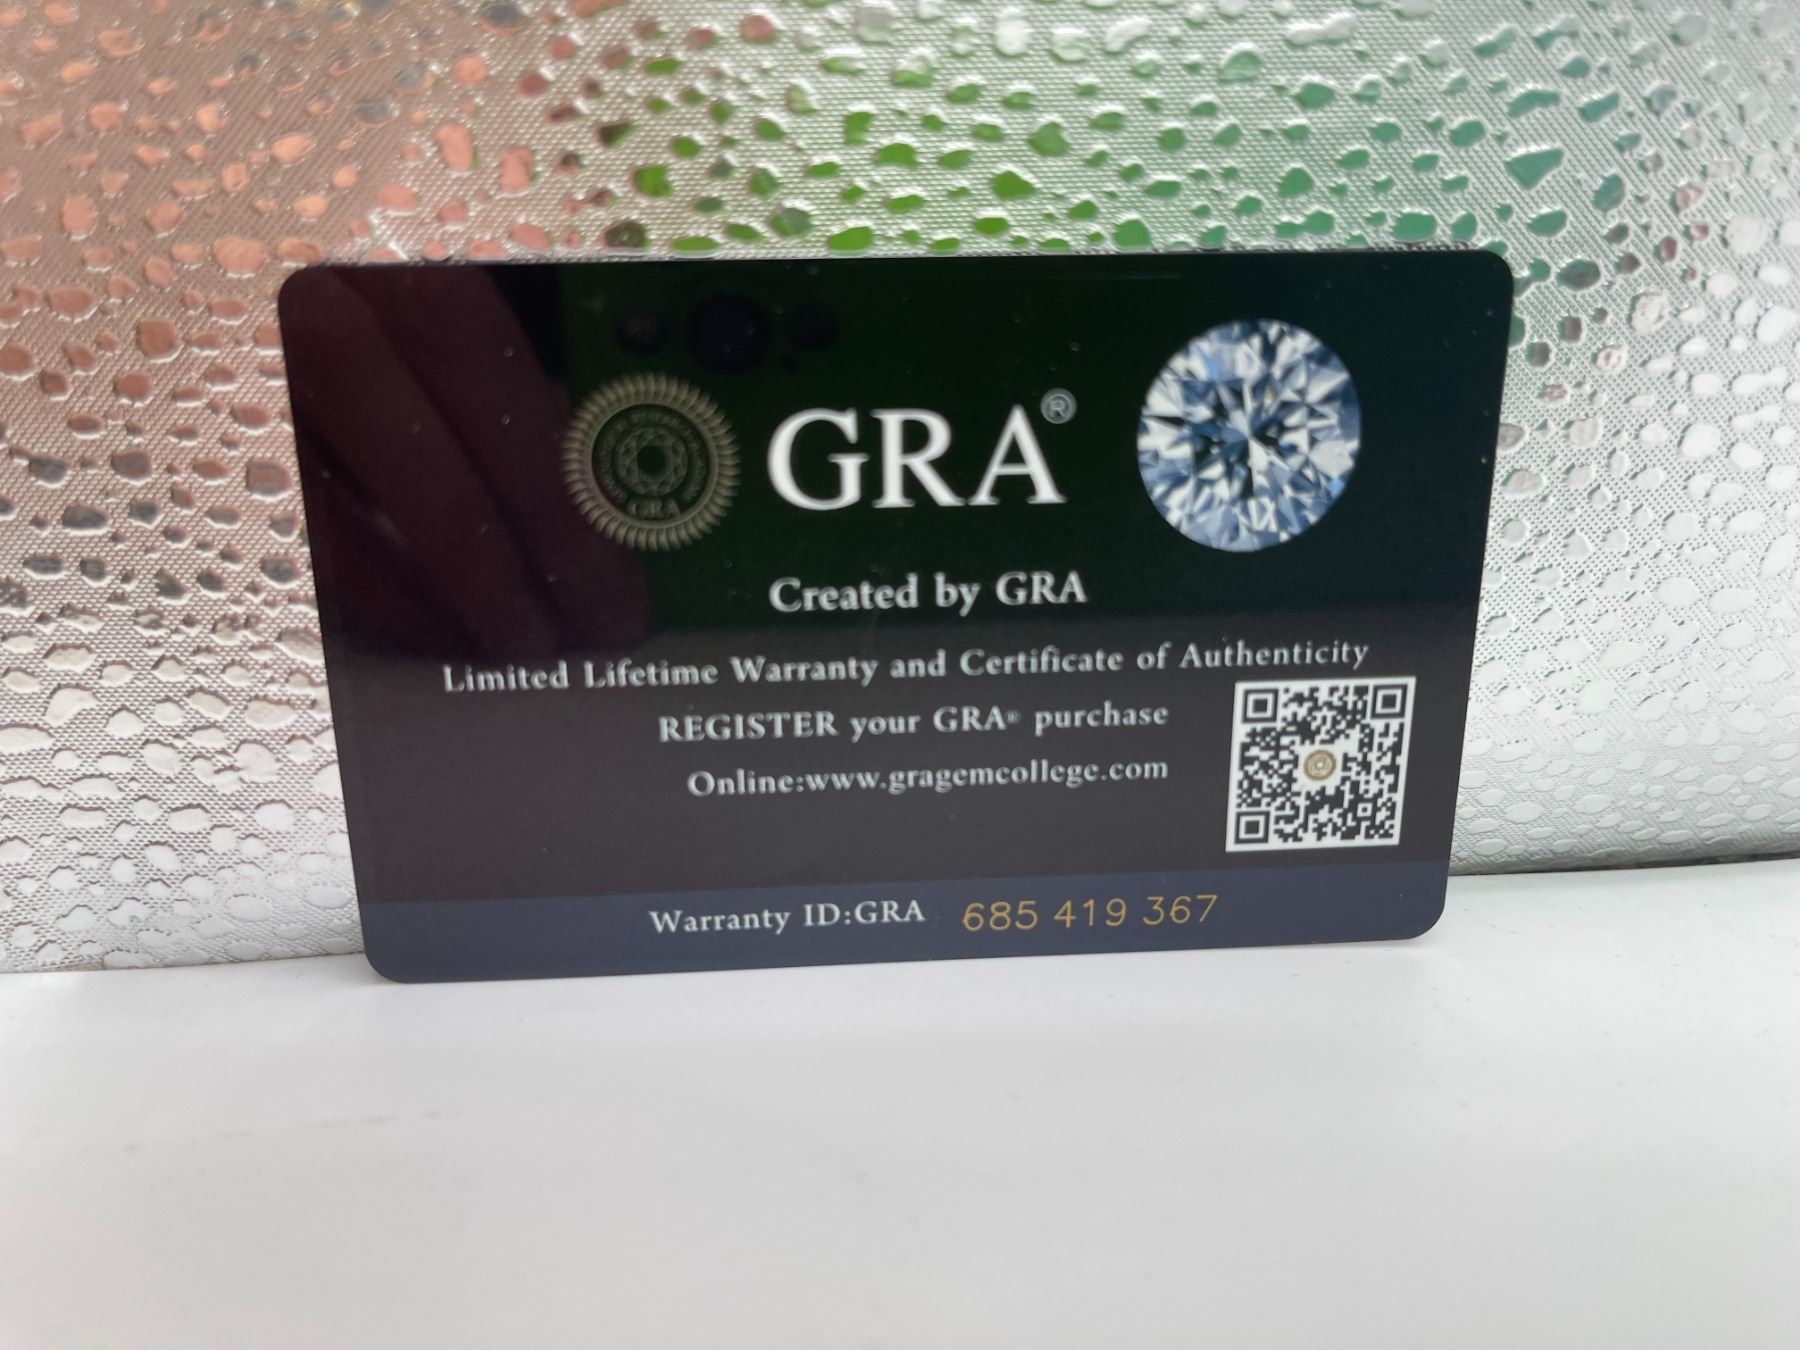 GRA®
GRA
Created by GRA
Limited Lifetime Warranty and Certificate of Authenticity
REGISTER your GRA® purchase
Online:www.gragemcollege.com
Warranty ID:GRA 685 419 367